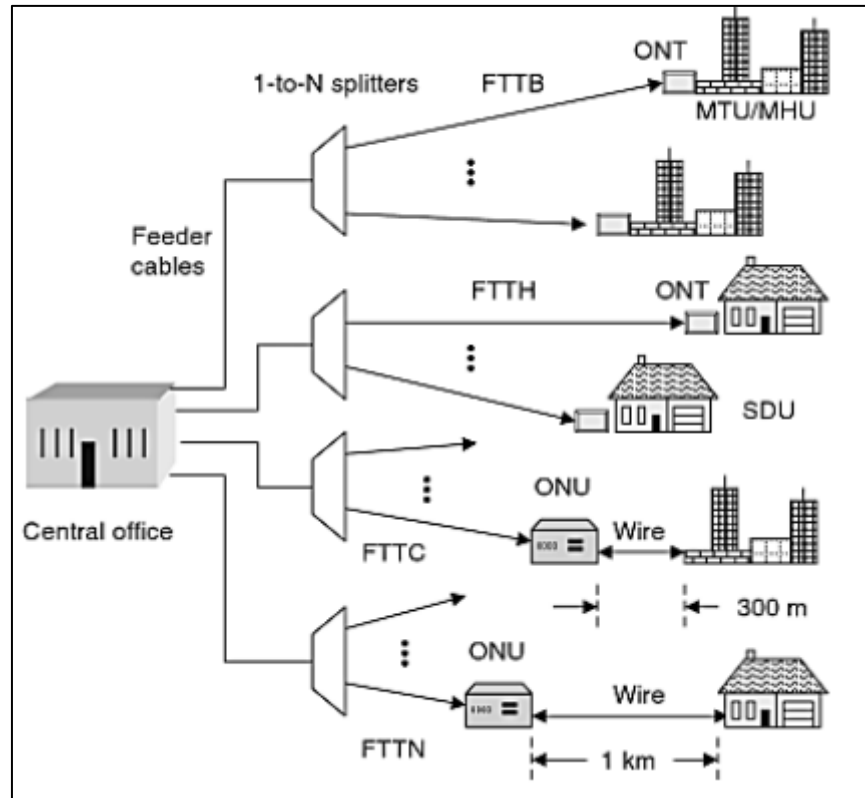 ONT
1-to-N splitters
FTTB
MTU/MHU
Feeder
cables
FTTH
ONT
SDU
Central office
ONU
Wire
FTTC
300 m
ONU
Wire
FTTN
1 km